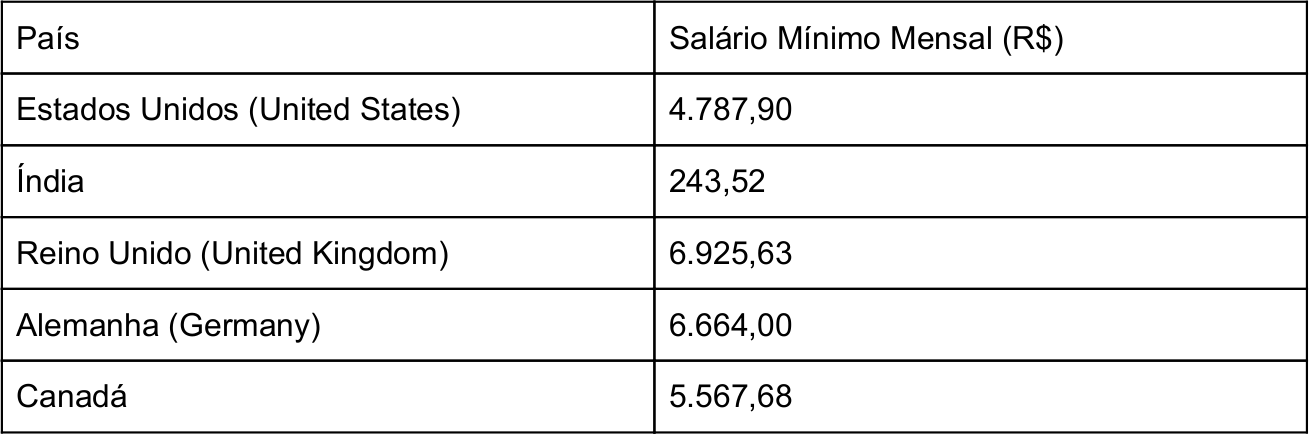 País Salário Mínimo Mensal (R$)
Estados Unidos (United States) 4.787,90
Índia 243,52
Reino Unido (United Kingdom) 6.925,63
Alemanha (Germany) 6.664,00
Canadá 5.567,68